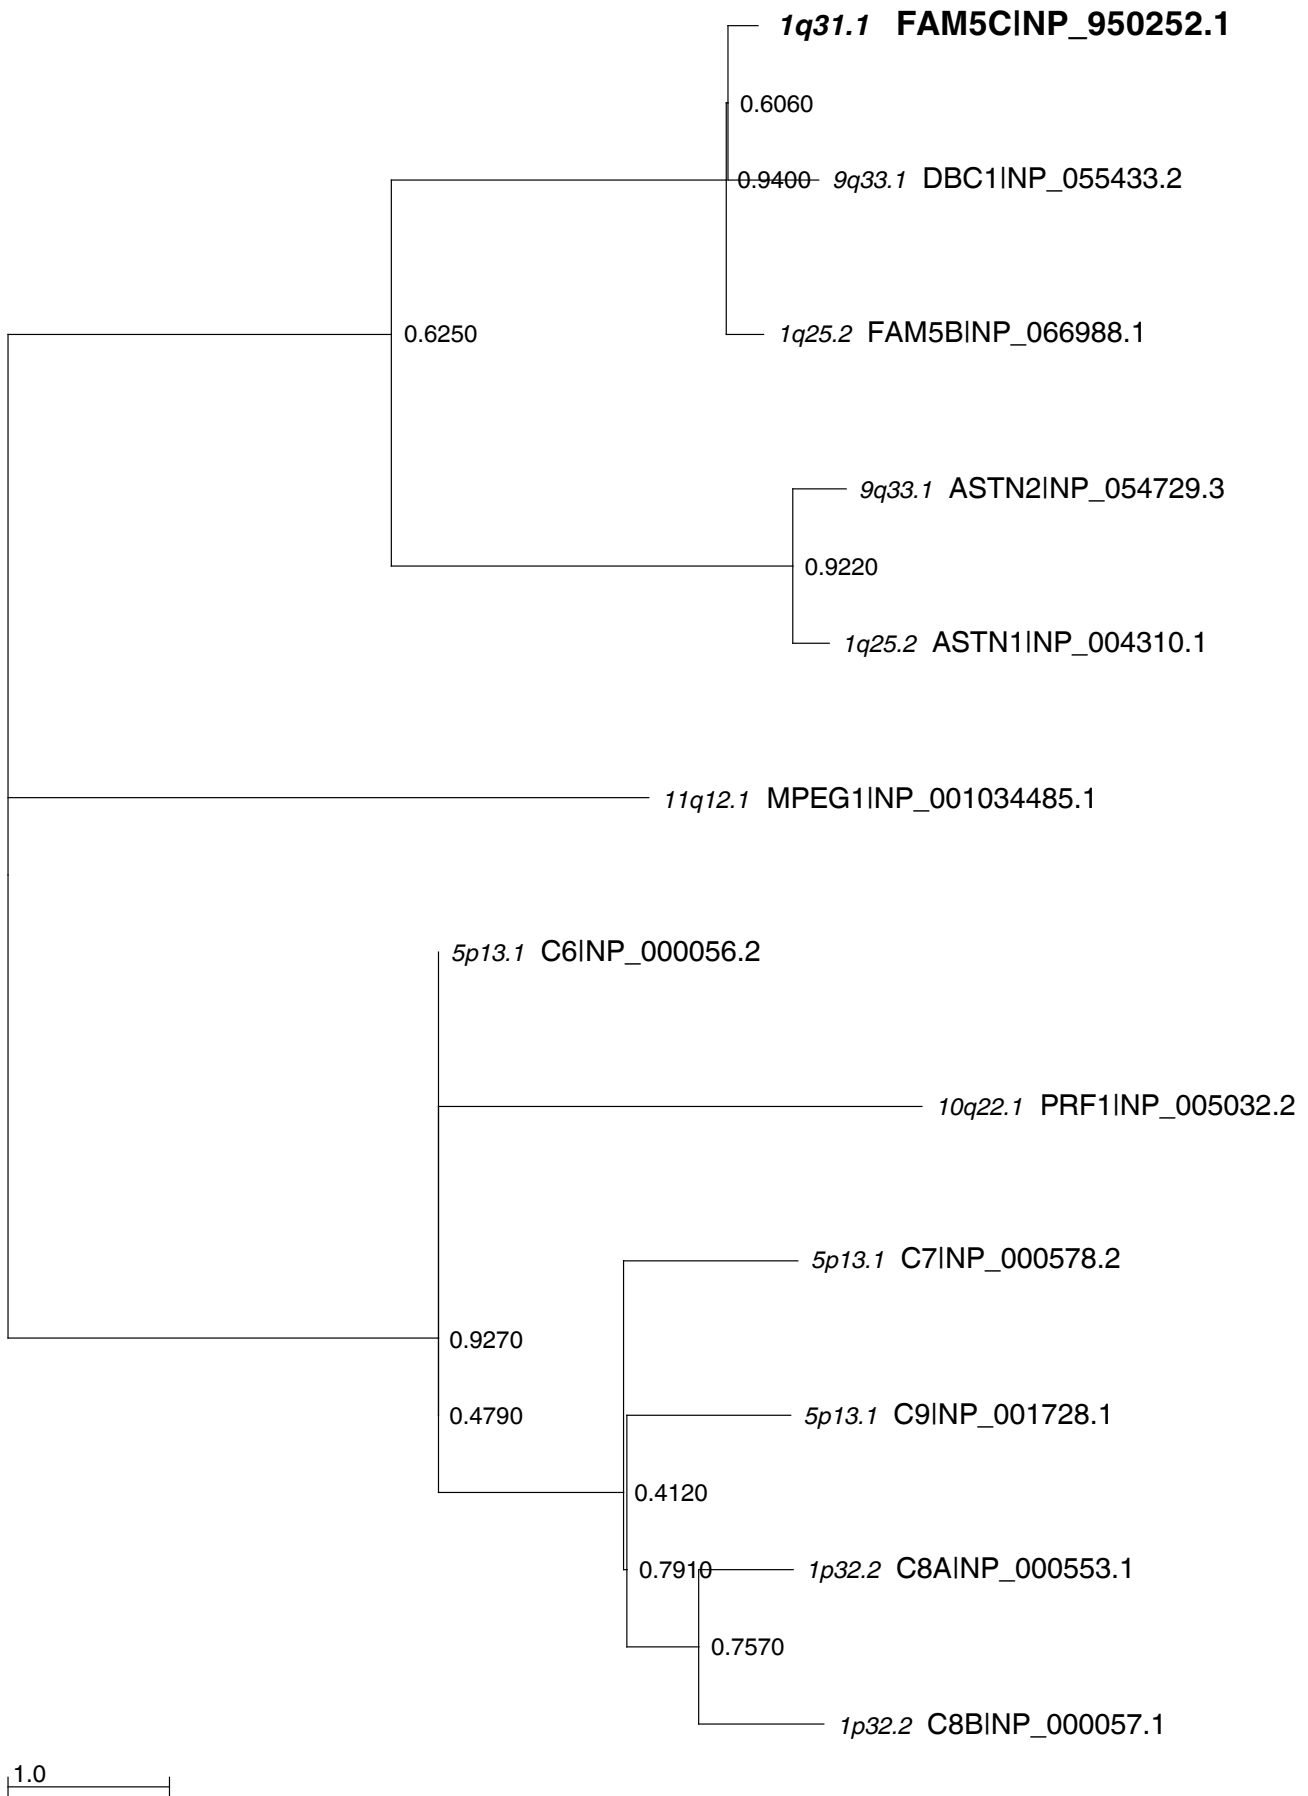 1q31.1 FAM5C|NP_950252.1
0.6060
0.9400 9q33.1 DBC1|NP_055433.2
0.6250
1q25.2 FAM5B|NP_066988.1
9q33.1 ASTN2|NP_054729.3
0.9220
1q25.2 ASTN1|NP_004310.1
11q12.1 MPEG1|NP_001034485.1
5p13.1 C6|NP_000056.2
10q22.1 PRF1|NP_005032.2
5p13.1 C7|NP_000578.2
0.9270
0.4790
5p13.1 C9|NP_001728.1
0.4120
0.7910
1p32.2 C8A|NP_000553.1
0.7570
1p32.2 C8B|NP_000057.1
1.0